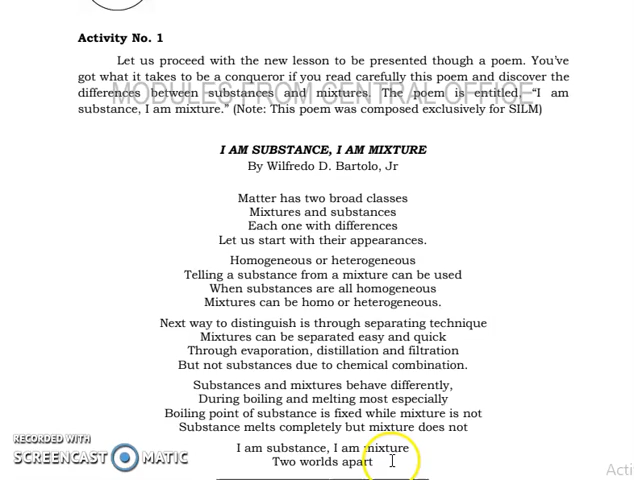 Activity No. 1
Let us proceed with the new lesson to be presented though a poem. You've
got what it takes to be a conqueror if you read carefully this poem and discover the
differences between substances and mixtures. The poem is entitled, "I am
MODULES FROM CENTRAL OFFICE
substance, I am mixture." (Note: This poem was composed exclusively for SILM)
I AM SUBSTANCE, I AM MIXTURE
By Wilfredo D. Bartolo, Jr
Matter has two broad classes
Mixtures and substances
Each one with differences
Let us start with their appearances.
Homogeneous or heterogeneous
Telling a substance from a mixture can be used
When substances are all homogeneous
Mixtures can be homo or heterogeneous.
Next way to distinguish is through separating technique
Mixtures can be separated easy and quick
Through evaporation, distillation and filtration
But not substances due to chemical combination.
Substances and mixtures behave differently,
During boiling and melting most especially
Boiling point of substance is fixed while mixture is not
Substance melts completely but mixture does not
I am substance, I am mixture
Two worlds apart
RECORDED WITH
SCREENCAST MATIC
Acti